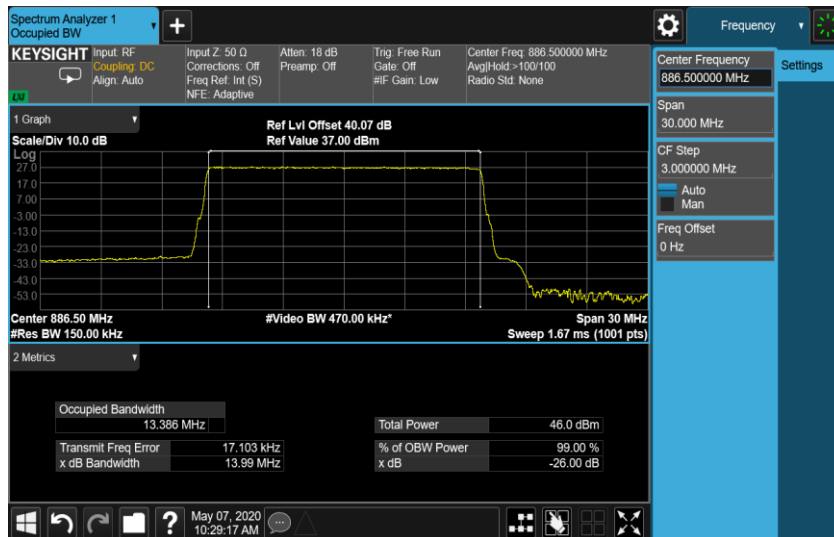 Spectrum Analyzer 1
Occupied BW
+
Frequency
KEYSIGHT
Input: RF
Coupling: DC
Align: Auto
Input Z: 50 Ω
Corrections: Off
Freq Ref: Int (S)
NFE: Adaptive
Atten: 18 dB
Preamp: Off
Trig: Free Run
Gate: Off
#IF Gain: Low
Center Freq: 886.500000 MHz
Avg|Hold:>100/100
Radio Std: None
LXI
Center Frequency
886.500000 MHz
Settings
Span
30.000 MHz
CF Step
3.000000 MHz
Auto
Man
Freq Offset
0 Hz
1 Graph
Scale/Div 10.0 dB
Ref Lvl Offset 40.07 dB
Ref Value 37.00 dBm
Log
27.0
17.0
7.00
-3.00
-13.0
-23.0
-33.0
-43.0
-53.0
Center 886.50 MHz
#Res BW 150.00 kHz
#Video BW 470.00 kHz*
Span 30 MHz
Sweep 1.67 ms (1001 pts)
2 Metrics
Occupied Bandwidth
13.386 MHz
Total Power 46.0 dBm
Transmit Freq Error 17.103 kHz
% of OBW Power 99.00 %
x dB Bandwidth 13.99 MHz
x dB -26.00 dB
?
May 07, 2020
10:29:17 AM